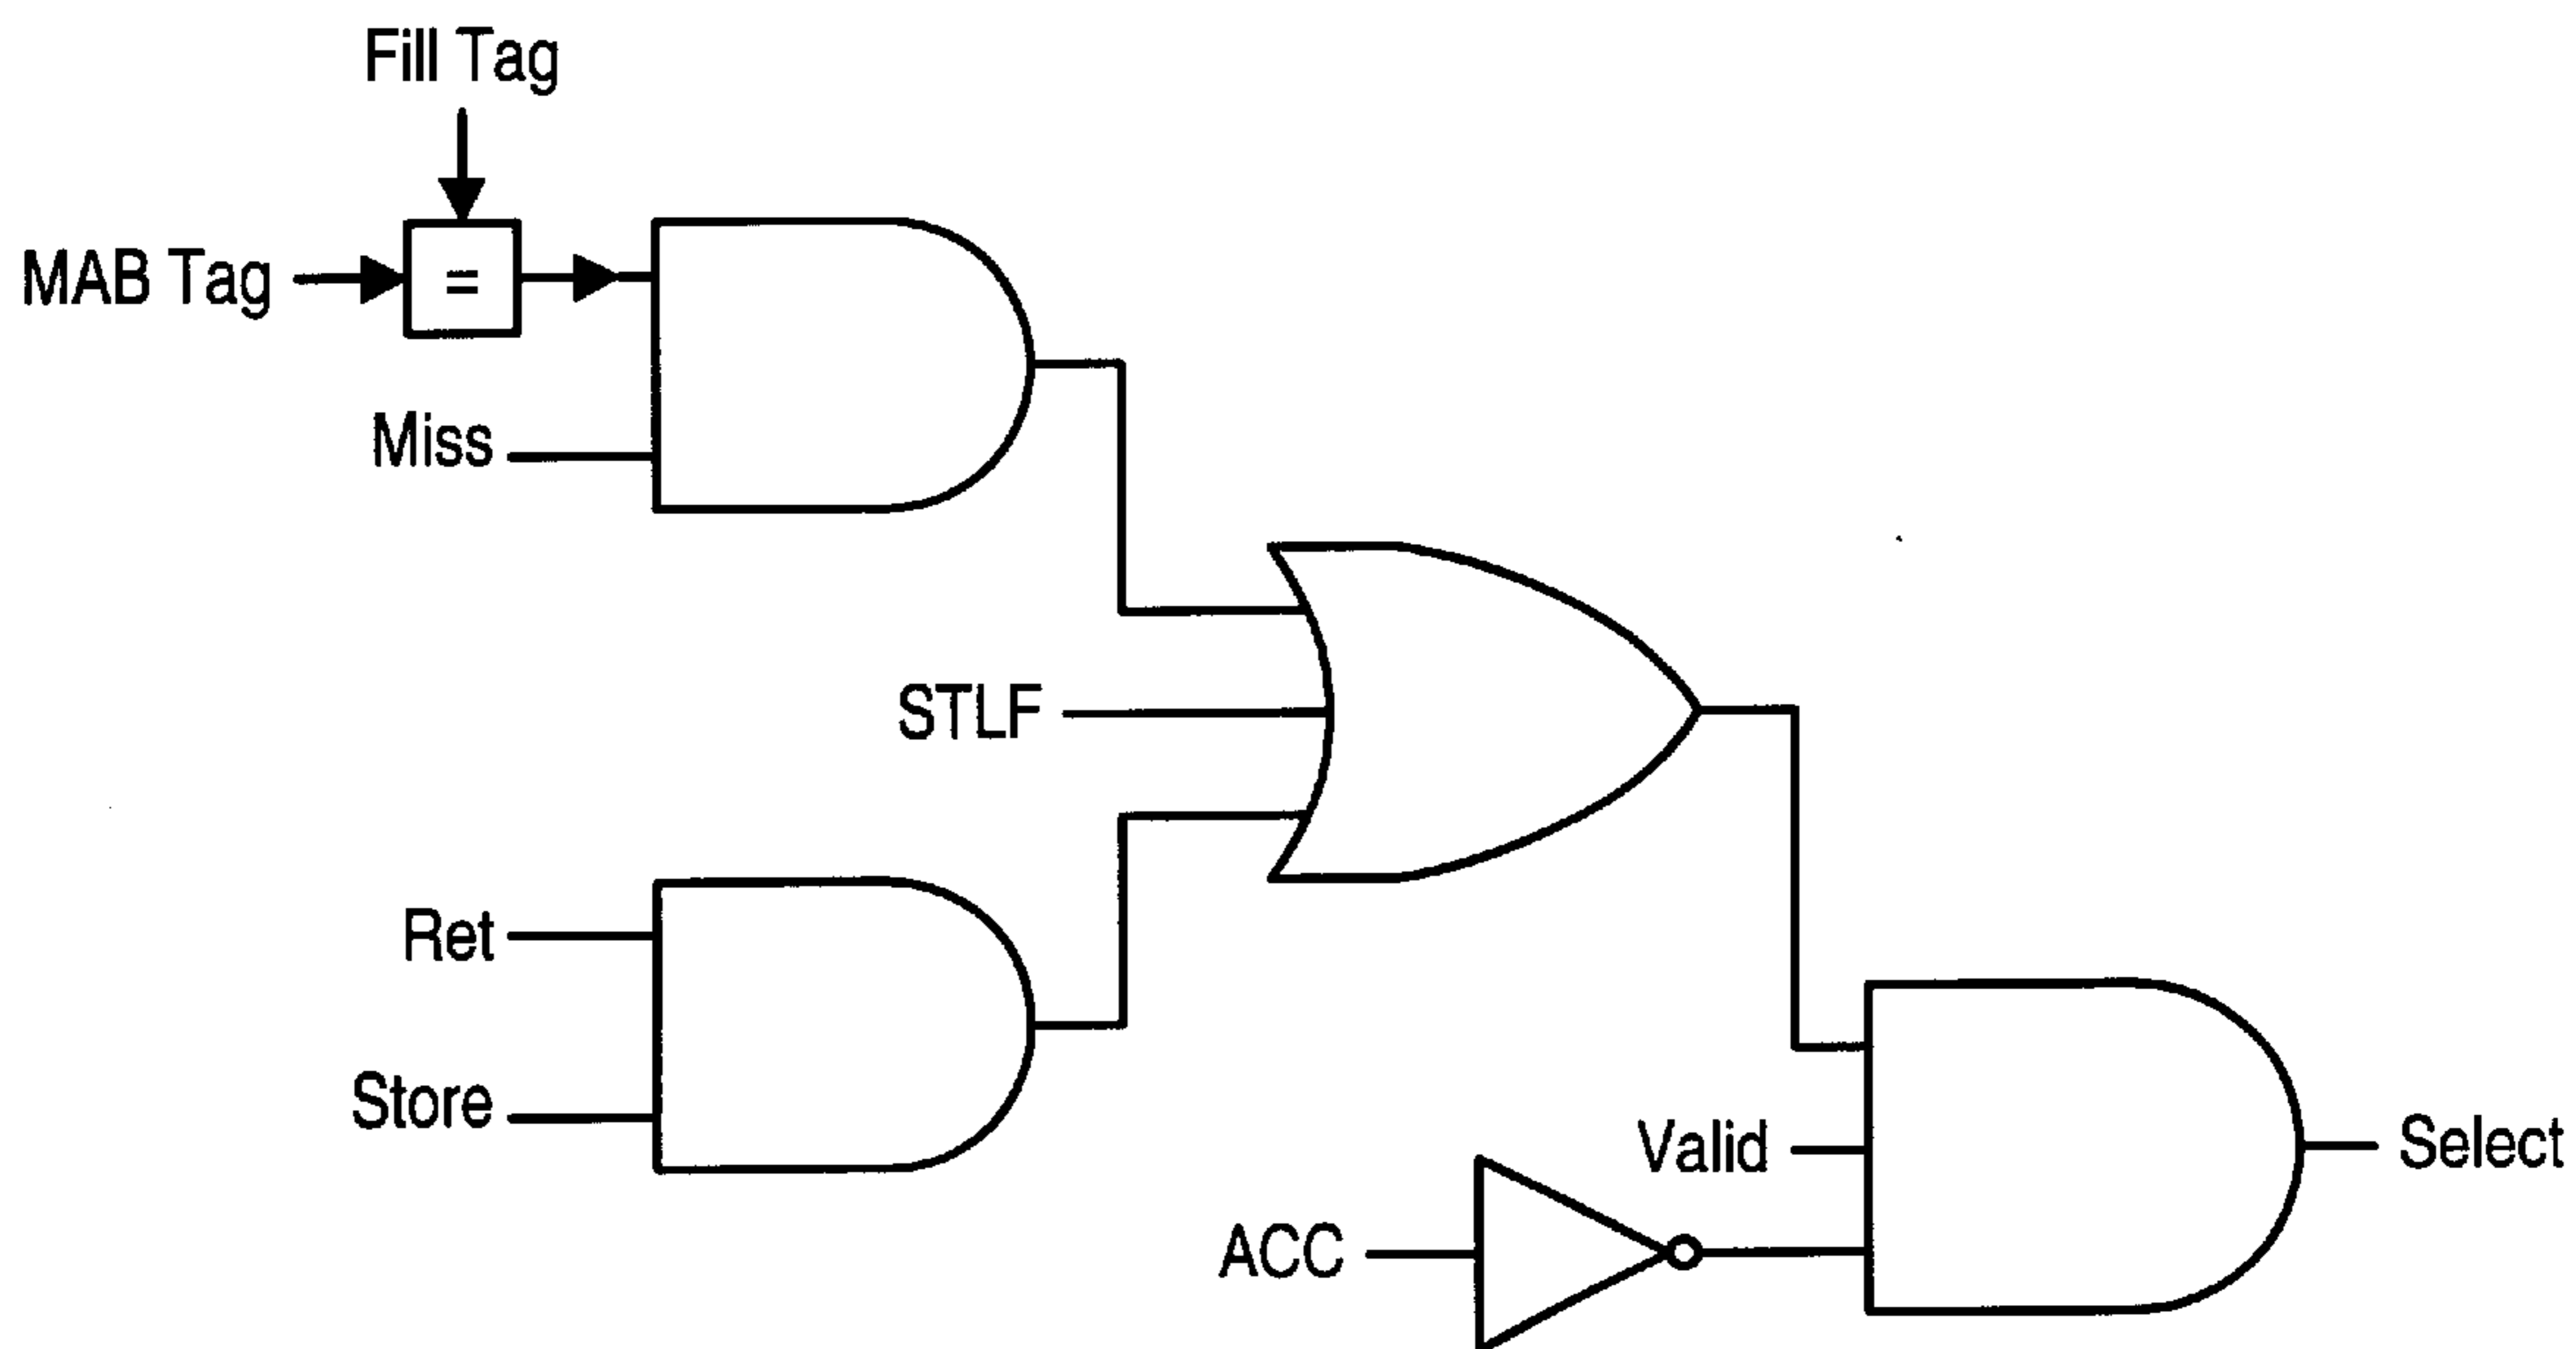 Fill Tag
MAB Tag
=
Miss
STLF
Ret
Store
Valid
Select
ACC